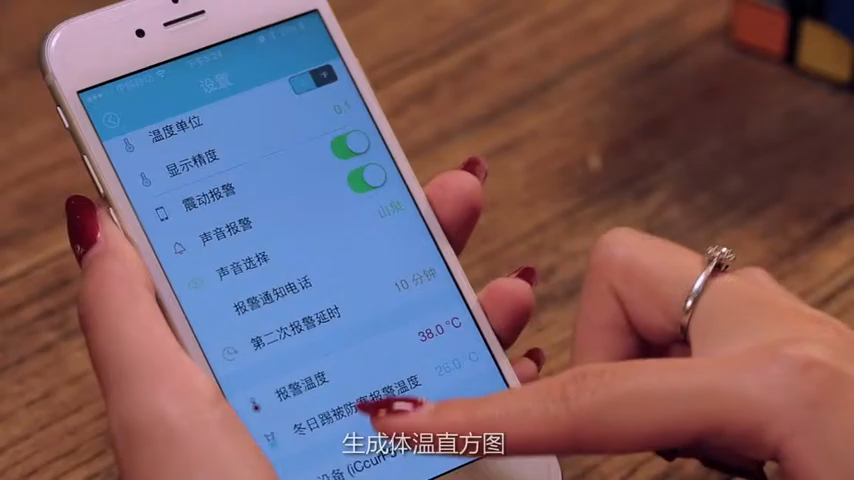 设置
温度单位
显示精度 0.1
震动报警
声音报警
声音选择 山泉
报警通知电话
第二次报警延时 10 分钟
报警温度 38.0 °C
冬日踢被防寒报警温度 26.0 °C
生成体温直方图